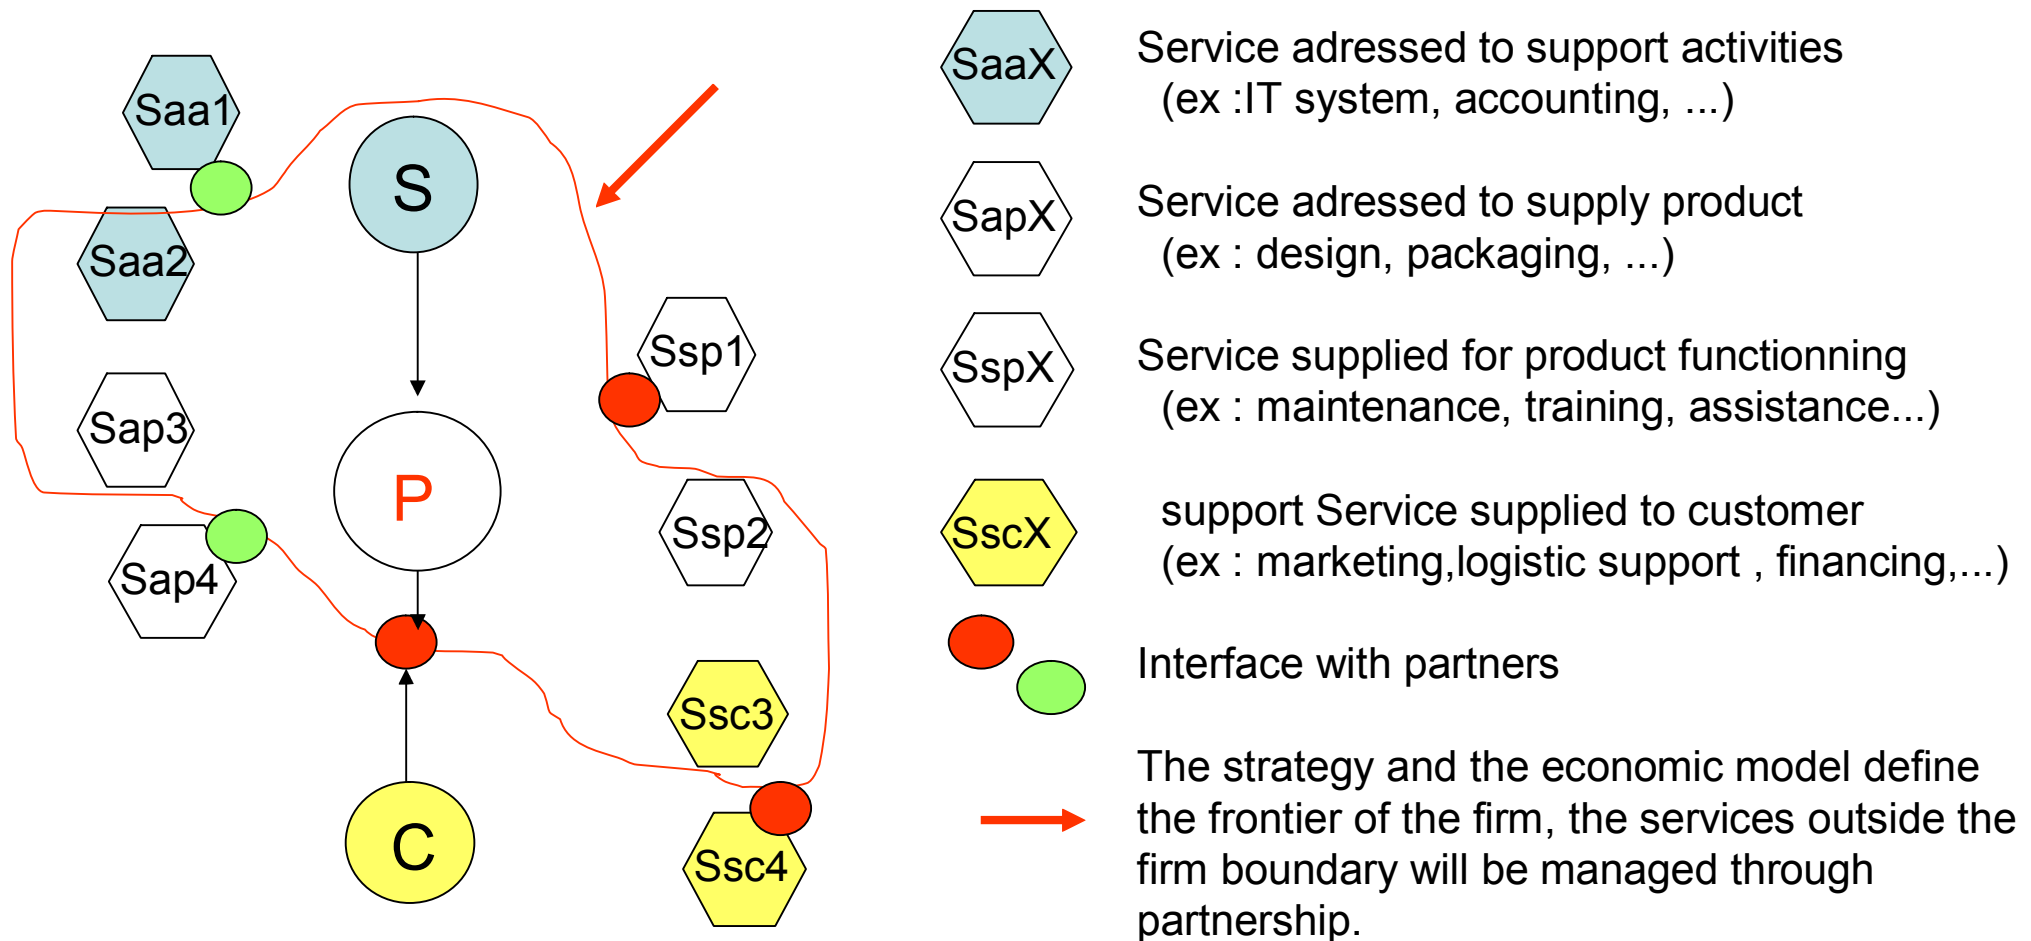 Saa1
S
Saa2
Ssp1
Sap3
P
Ssp2
Sap4
Ssc3
C
Ssc4
SaaX
Service adressed to support activities
(ex :IT system, accounting, ...)
SapX
Service adressed to supply product
(ex : design, packaging, ...)
SspX
Service supplied for product functionning
(ex : maintenance, training, assistance...)
SscX
support Service supplied to customer
(ex : marketing,logistic support , financing,...)
Interface with partners
The strategy and the economic model define
the frontier of the firm, the services outside the
firm boundary will be managed through
partnership.